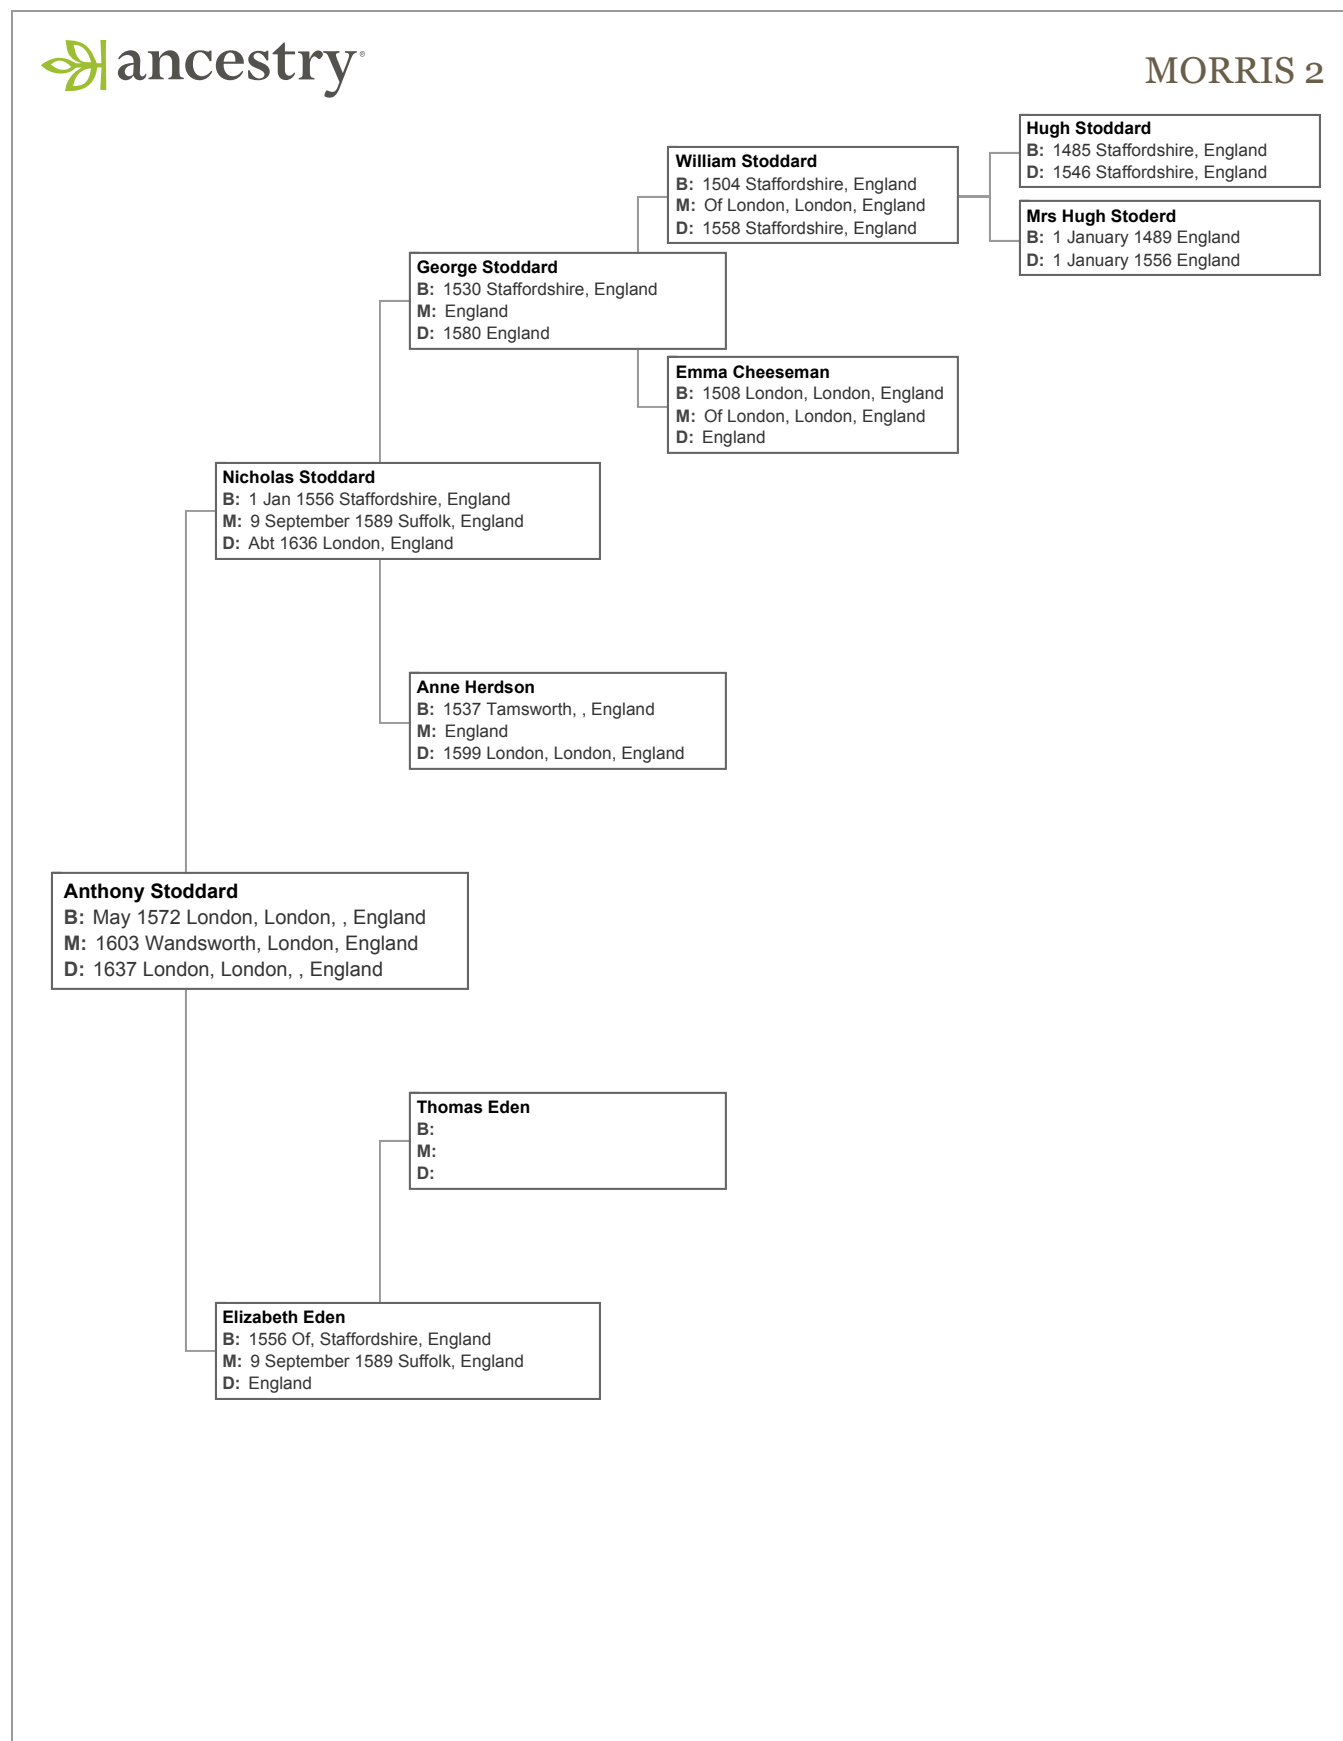 ancestry®
MORRIS 2
Hugh Stoddard
B: 1485 Staffordshire, England
D: 1546 Staffordshire, England
William Stoddard
B: 1504 Staffordshire, England
M: Of London, London, England
D: 1558 Staffordshire, England
Mrs Hugh Stoderd
B: 1 January 1489 England
D: 1 January 1556 England
George Stoddard
B: 1530 Staffordshire, England
M: England
D: 1580 England
Emma Cheeseman
B: 1508 London, London, England
M: Of London, London, England
D: England
Nicholas Stoddard
B: 1 Jan 1556 Staffordshire, England
M: 9 September 1589 Suffolk, England
D: Abt 1636 London, England
Anne Herdson
B: 1537 Tamsworth, , England
M: England
D: 1599 London, London, England
Anthony Stoddard
B: May 1572 London, London, , England
M: 1603 Wandsworth, London, England
D: 1637 London, London, , England
Thomas Eden
B:
M:
D:
Elizabeth Eden
B: 1556 Of, Staffordshire, England
M: 9 September 1589 Suffolk, England
D: England